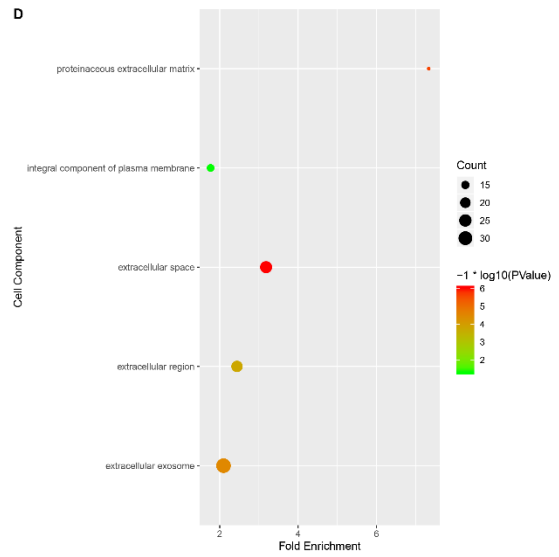 D
proteinaceous extracellular matrix
integral component of plasma membrane
extracellular space
extracellular region
extracellular exosome
Cell Component
2 4 6
Fold Enrichment
Count
15
20
25
30
−1 * log10(PValue)
6
5
4
3
2